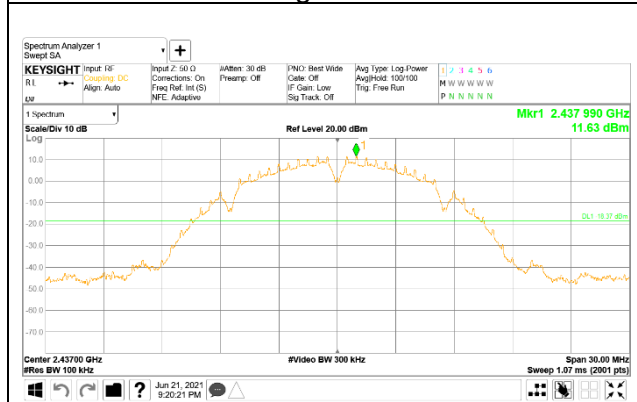 Spectrum Analyzer 1
Swept SA
+
KEYSIGHT
RL
Input: RF
Coupling: DC
Align: Auto
Input Z: 50 Ω
Corrections: On
Freq Ref: Int (S)
NFE: Adaptive
#Atten: 30 dB
Preamp: Off
PNO: Best Wide
Gate: Off
IF Gain: Low
Sig Track: Off
Avg Type: Log-Power
Avg|Hold: 100/100
Trig: Free Run
1 2 3 4 5 6
M W W W W W
P N N N N N
1 Spectrum
Scale/Div 10 dB
Ref Level 20.00 dBm
Mkr1 2.437 990 GHz
11.63 dBm
Log
1
10.0
0.00
-10.0
-20.0
-30.0
-40.0
-50.0
-60.0
-70.0
Center 2.43700 GHz
#Res BW 100 kHz
#Video BW 300 kHz
Span 30.00 MHz
Sweep 1.07 ms (2001 pts)
?
Jun 21, 2021
9:20:21 PM